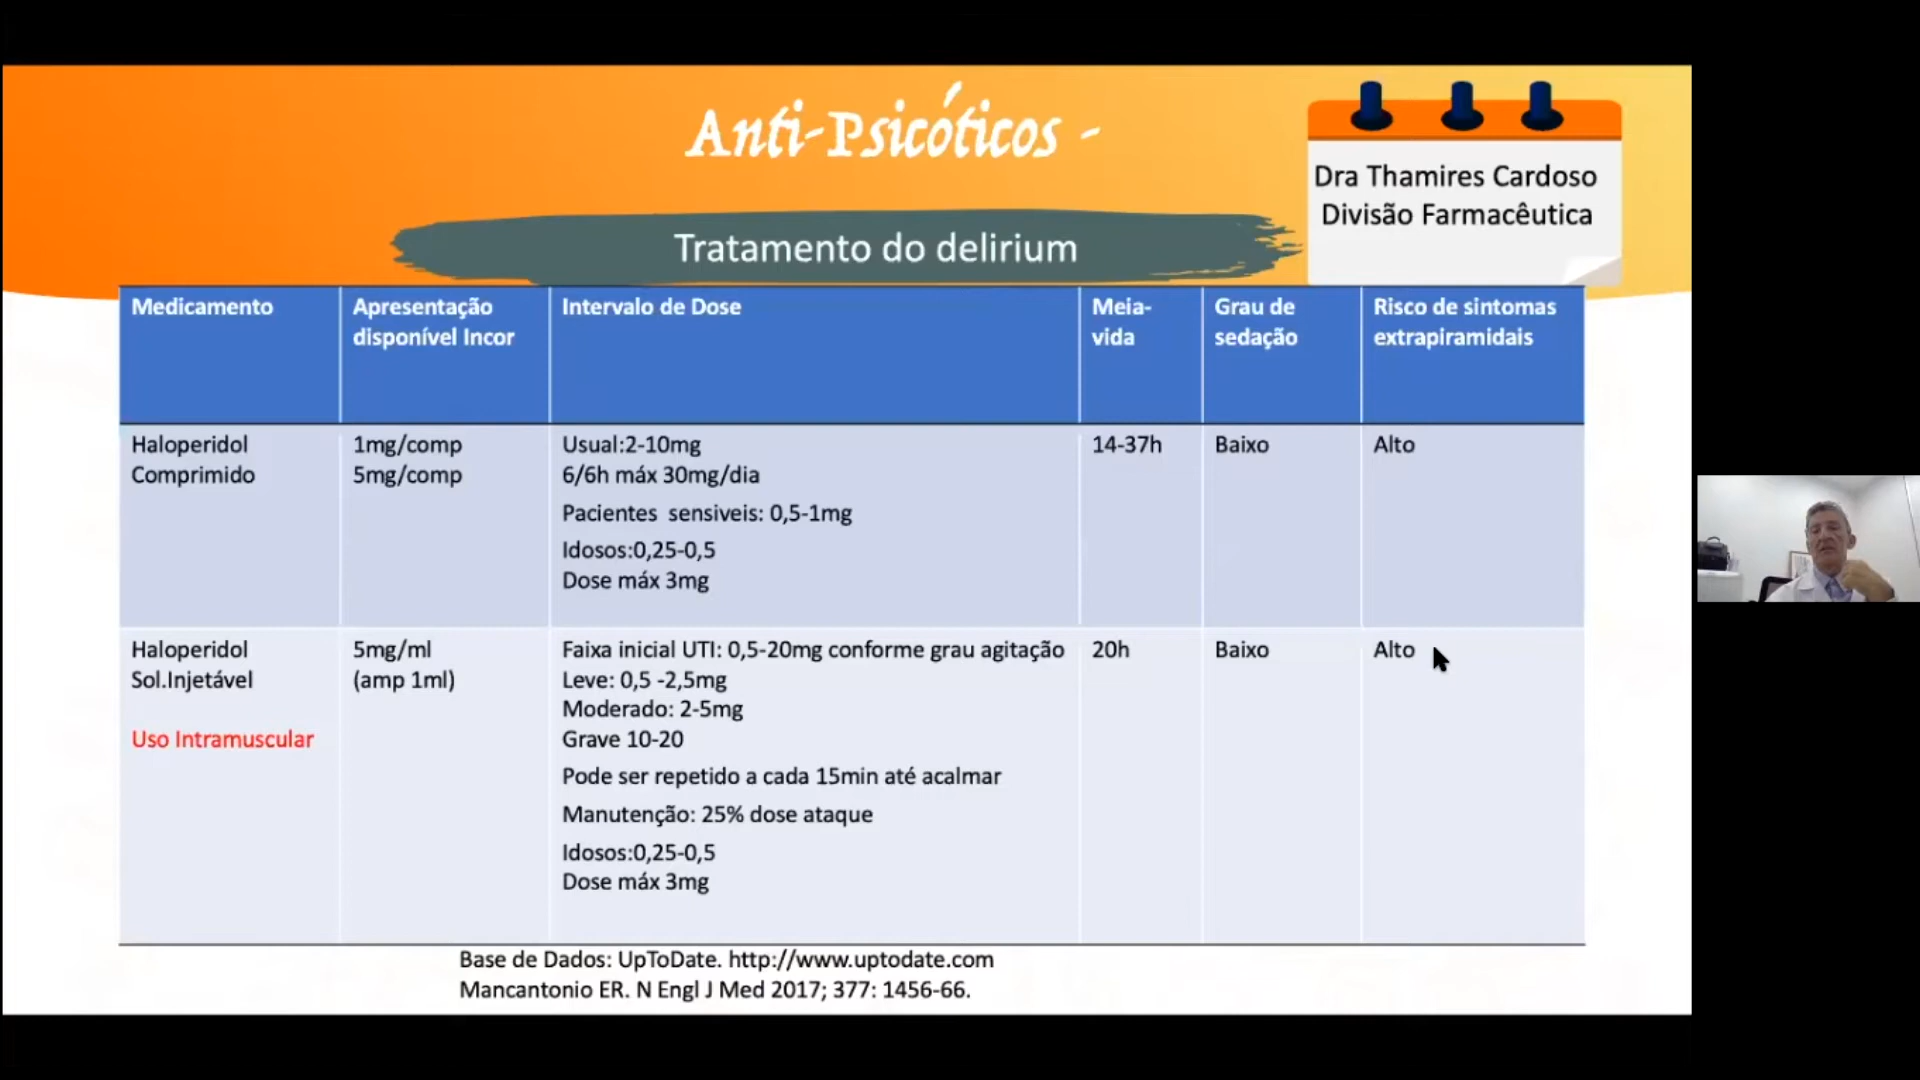 Anti-Psicóticos -
Dra Thamires Cardoso
Divisão Farmacêutica
Tratamento do delirium
Medicamento
Apresentação
disponível Incor
Intervalo de Dose
Meia-
vida
Grau de
sedação
Risco de sintomas
extrapiramidais
Haloperidol
Comprimido
1mg/comp
5mg/comp
Usual:2-10mg
6/6h máx 30mg/dia
Pacientes sensiveis: 0,5-1mg
Idosos:0,25-0,5
Dose máx 3mg
14-37h
Baixo
Alto
Haloperidol
Sol.Injetável
Uso Intramuscular
5mg/ml
(amp 1ml)
Faixa inicial UTI: 0,5-20mg conforme grau agitação
Leve: 0,5 -2,5mg
Moderado: 2-5mg
Grave 10-20
Pode ser repetido a cada 15min até acalmar
Manutenção: 25% dose ataque
Idosos:0,25-0,5
Dose máx 3mg
20h
Baixo
Alto
Base de Dados: UpToDate. http://www.uptodate.com
Mancantonio ER. N Engl J Med 2017; 377: 1456-66.